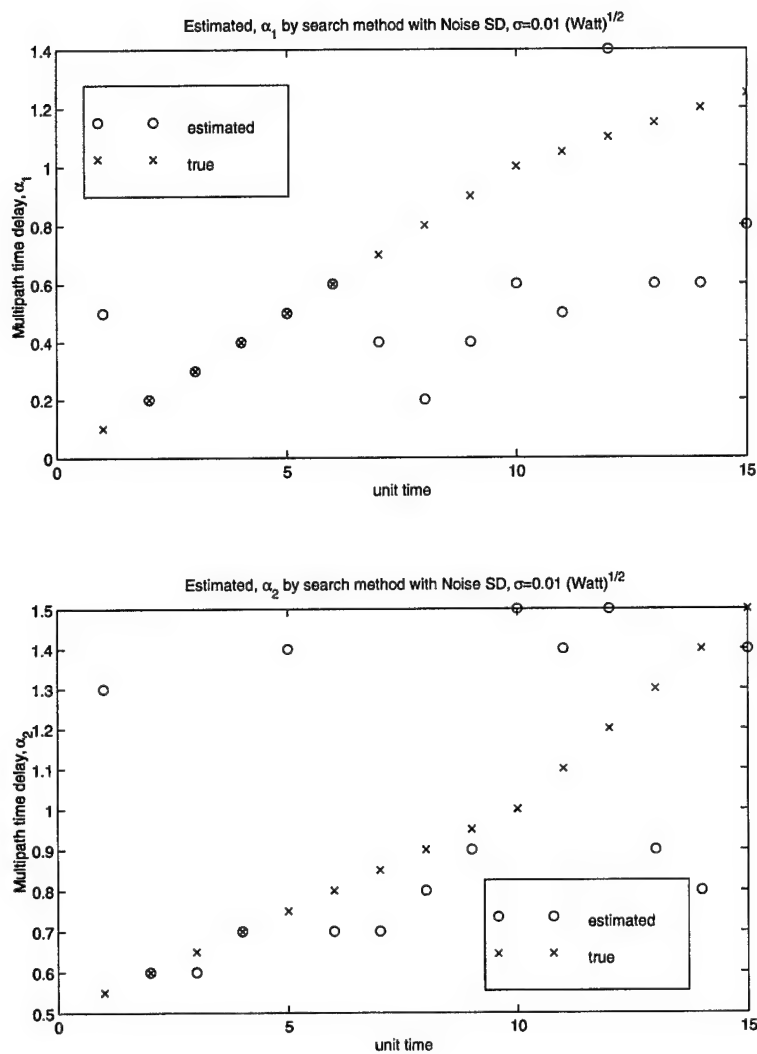 Estimated, α₁ by search method with Noise SD, σ=0.01 (Watt)^1/2
1.4
1.2
1
0.8
0.6
0.4
0.2
0
Multipath time delay, α₁
estimated
true
0
5
10
15
unit time
Estimated, α₂ by search method with Noise SD, σ=0.01 (Watt)^1/2
1.5
1.4
1.3
1.2
1.1
1
0.9
0.8
0.7
0.6
0.5
Multipath time delay, α₂
estimated
true
0
5
10
15
unit time